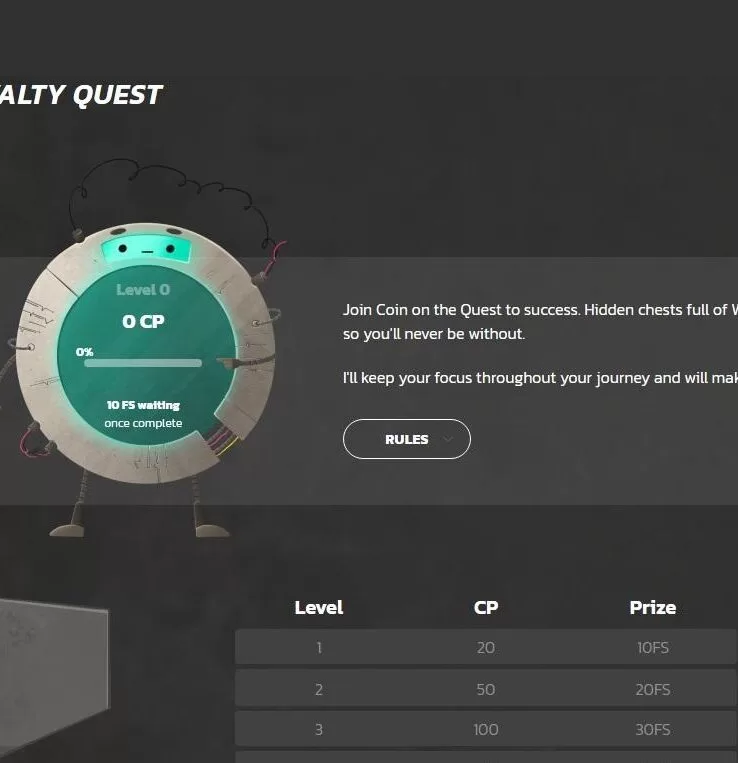 ALTY QUEST
Level 0
0 CP
0%
10 FS waiting
once complete
Join Coin on the Quest to success. Hidden chests full of
so you'll never be without.
I'll keep your focus throughout your journey and will
RULES
Level CP Prize
1 20 10FS
2 50 20FS
3 100 30FS